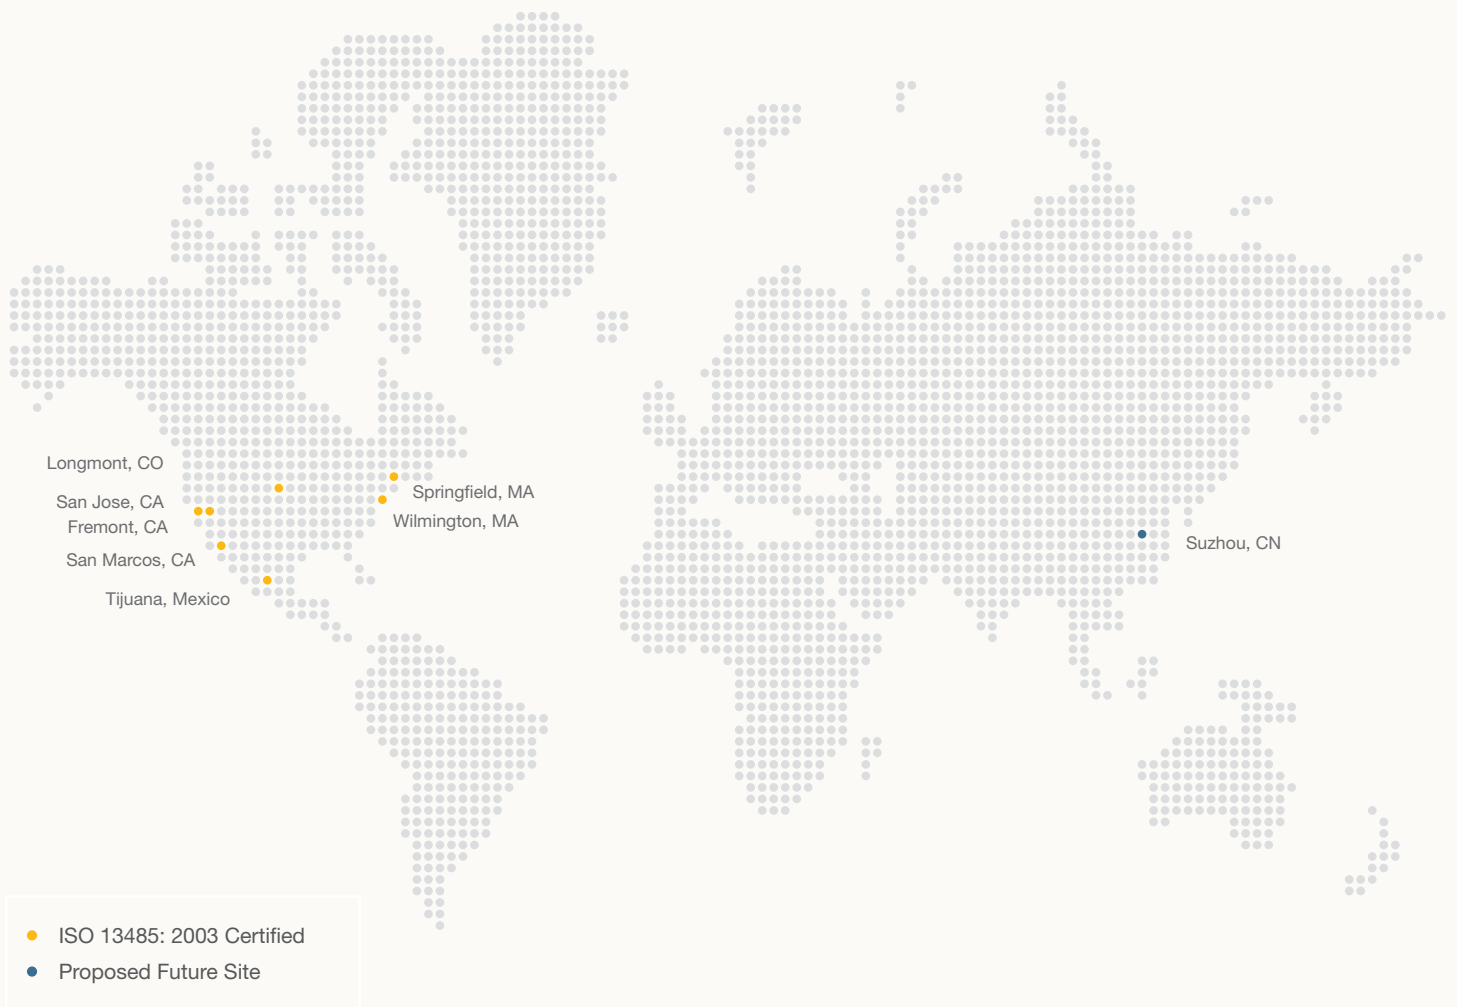 Longmont, CO
San Jose, CA
Fremont, CA
San Marcos, CA
Tijuana, Mexico
Springfield, MA
Wilmington, MA
Suzhou, CN
ISO 13485: 2003 Certified
Proposed Future Site